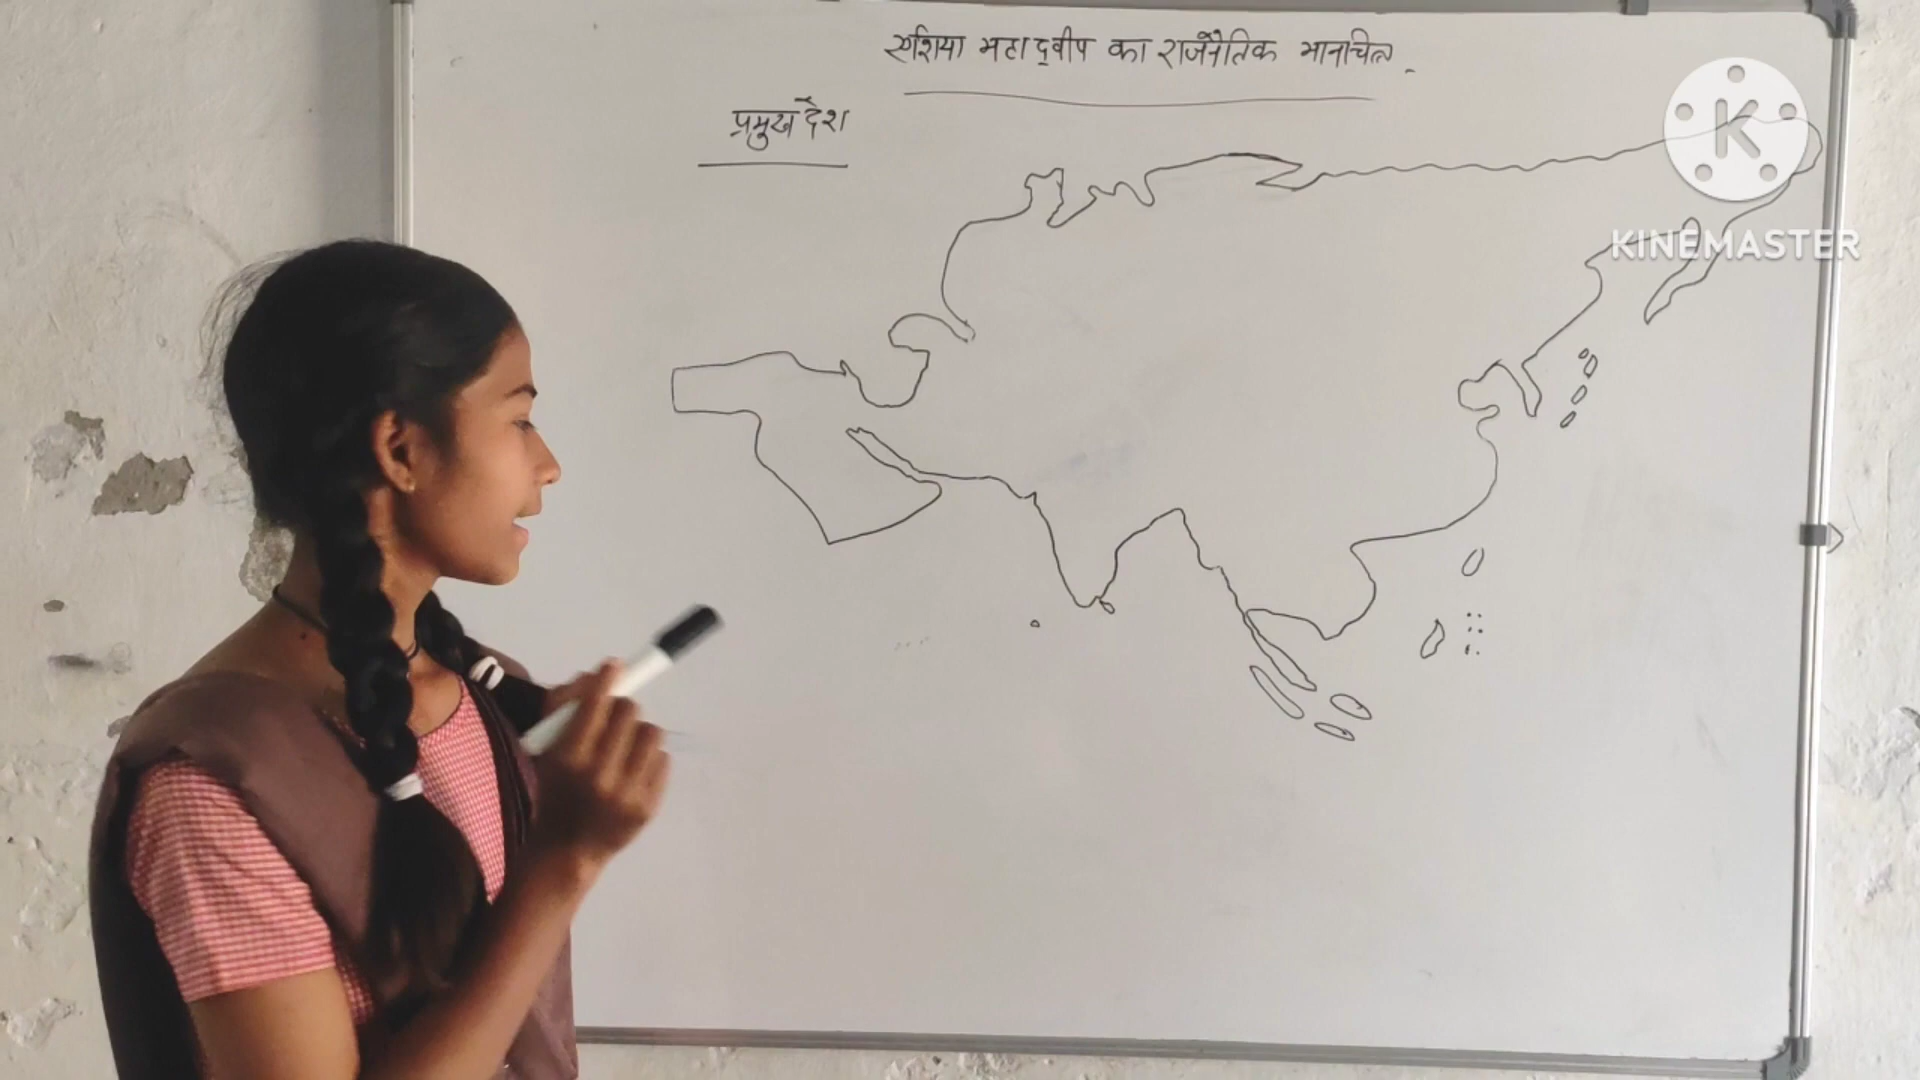 एशिया महाद्वीप का राजनैतिक मानचित्र
प्रमुख देश
K
KINEMASTER